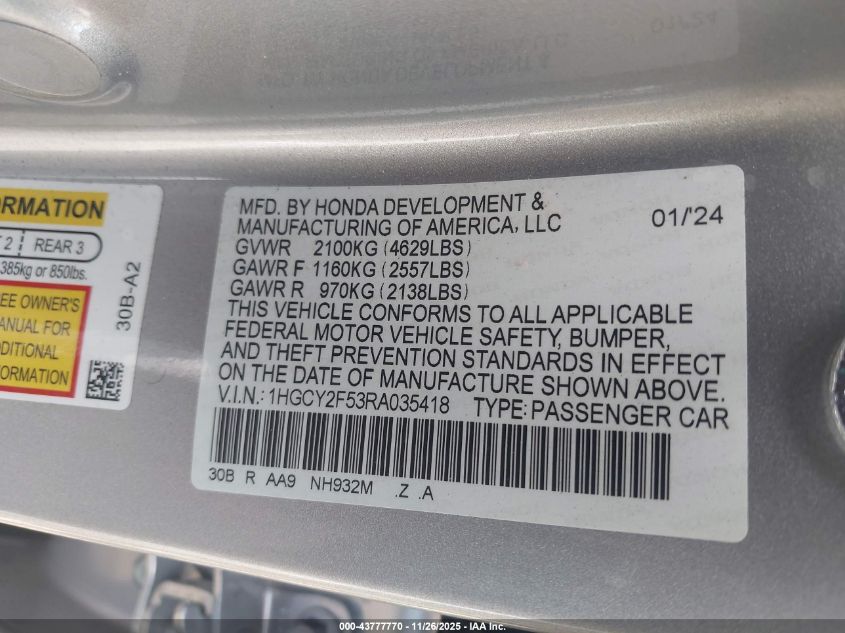 RMATION
2 REAR 3
385kg or 850lbs.
EE OWNER'S
ANUAL FOR
DDITIONAL
FORMATION
30B-A2
MFD. BY HONDA DEVELOPMENT &
MANUFACTURING OF AMERICA, LLC 01/'24
GVWR 2100KG (4629LBS)
GAWR F 1160KG (2557LBS)
GAWR R 970KG (2138LBS)
THIS VEHICLE CONFORMS TO ALL APPLICABLE
FEDERAL MOTOR VEHICLE SAFETY, BUMPER,
AND THEFT PREVENTION STANDARDS IN EFFECT
ON THE DATE OF MANUFACTURE SHOWN ABOVE.
V.I.N.: 1HGCY2F53RA035418 TYPE: PASSENGER CAR
30B R AA9 NH932M .Z .A
000-43777770 - 11/26/2025 - IAA Inc.